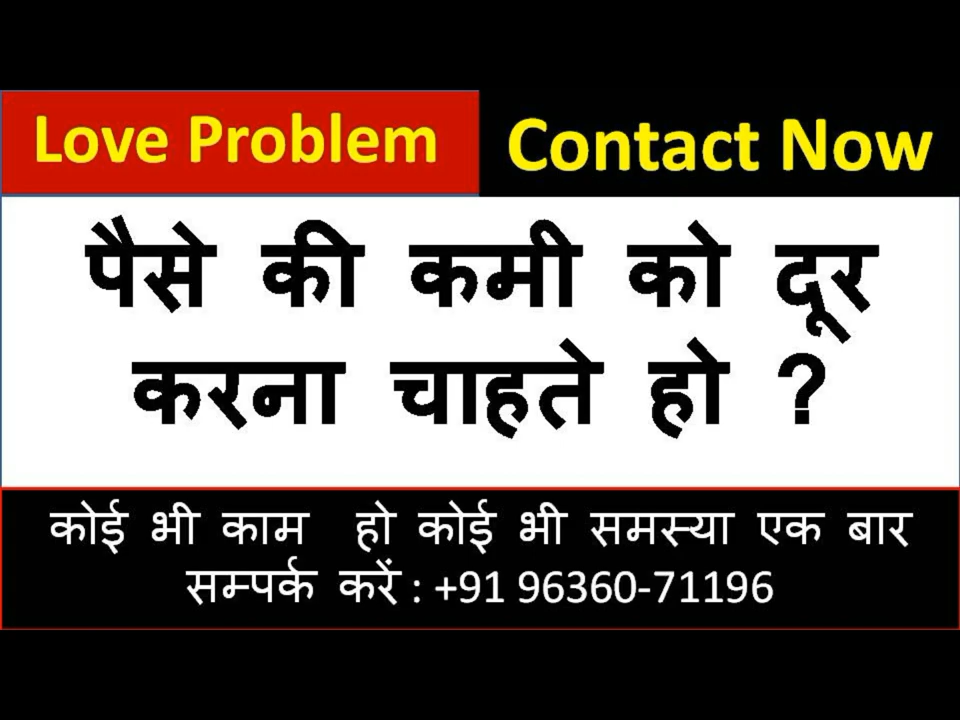 Love Problem
Contact Now
पैसे की कमी को दूर
करना चाहते हो ?
कोई भी काम हो कोई भी समस्या एक बार
सम्पर्क करें : +91 96360-71196